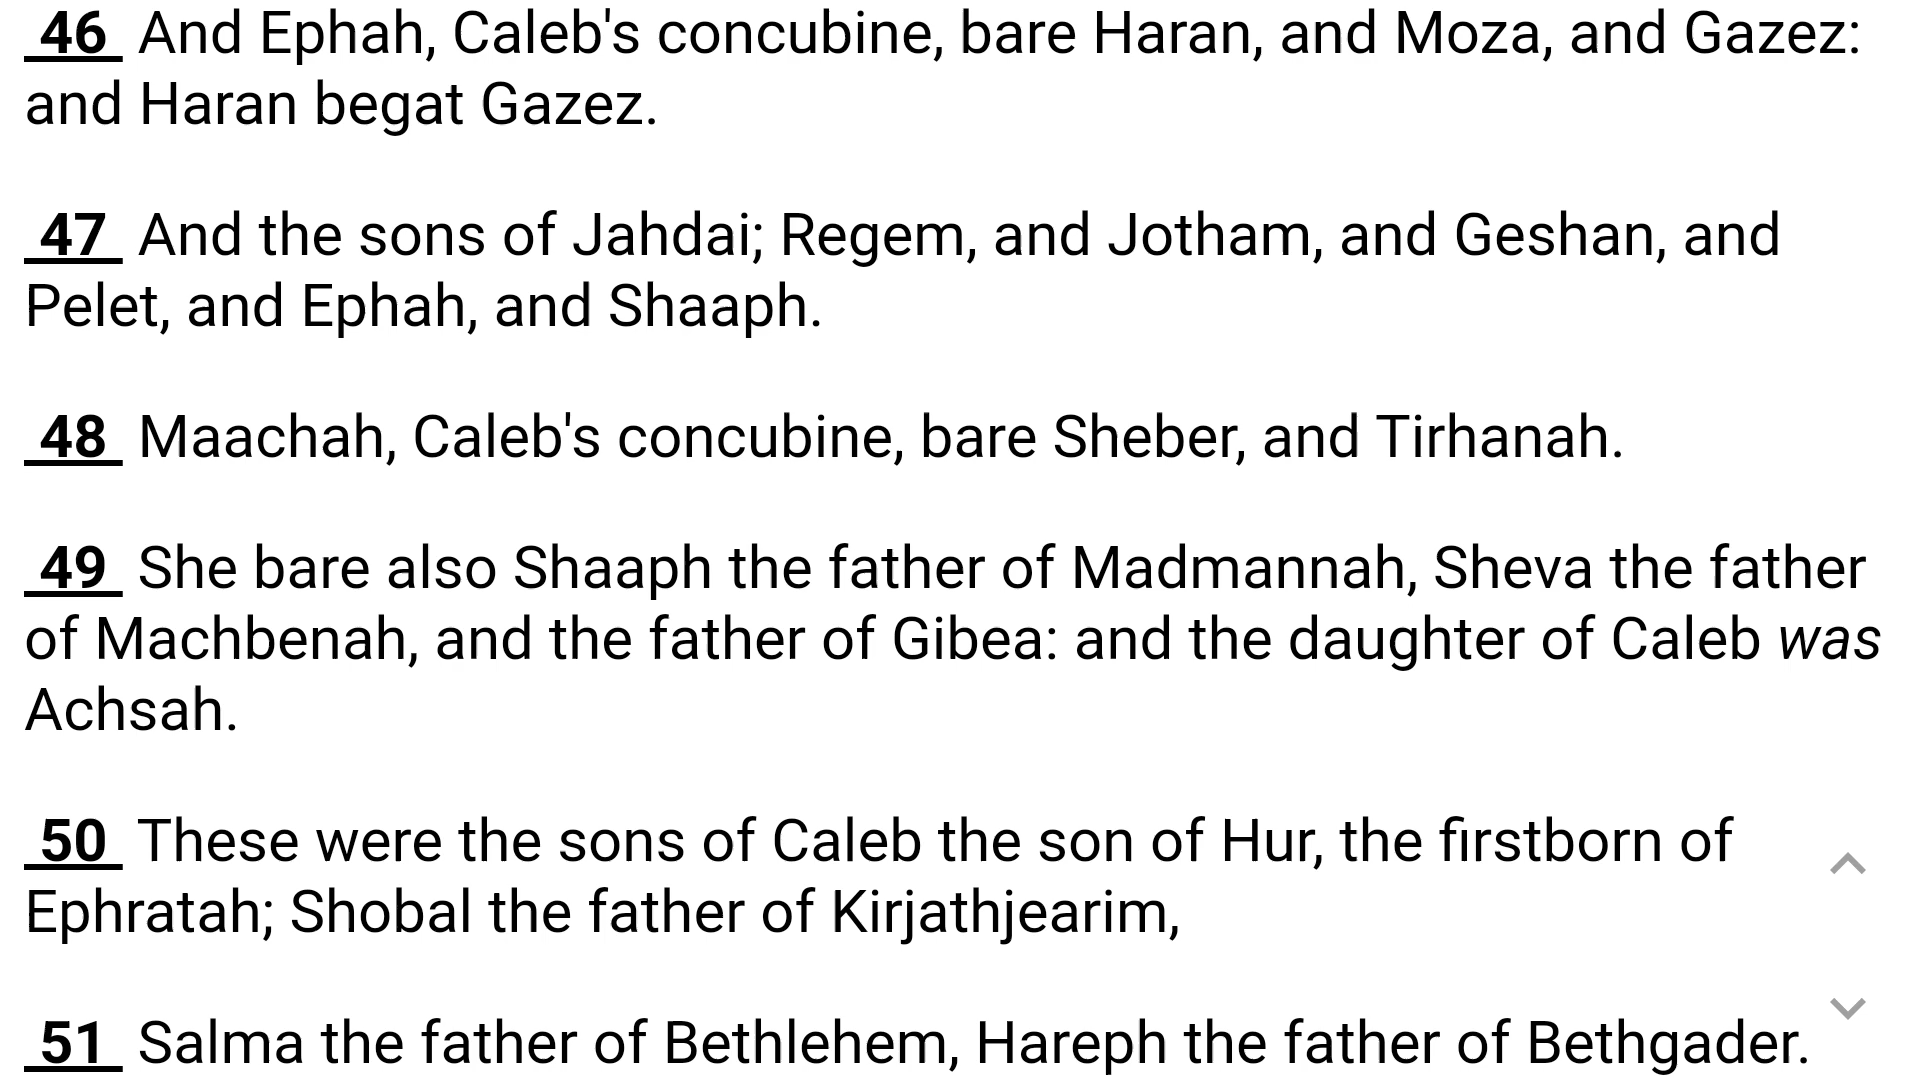 46 And Ephah, Caleb's concubine, bare Haran, and Moza, and Gazez:
and Haran begat Gazez.
47 And the sons of Jahdai; Regem, and Jotham, and Geshan, and
Pelet, and Ephah, and Shaaph.
48 Maachah, Caleb's concubine, bare Sheber, and Tirhanah.
49 She bare also Shaaph the father of Madmannah, Sheva the father
of Machbenah, and the father of Gibea: and the daughter of Caleb was
Achsah.
50 These were the sons of Caleb the son of Hur, the firstborn of
Ephratah; Shobal the father of Kirjathjearim,
51 Salma the father of Bethlehem, Hareph the father of Bethgader.